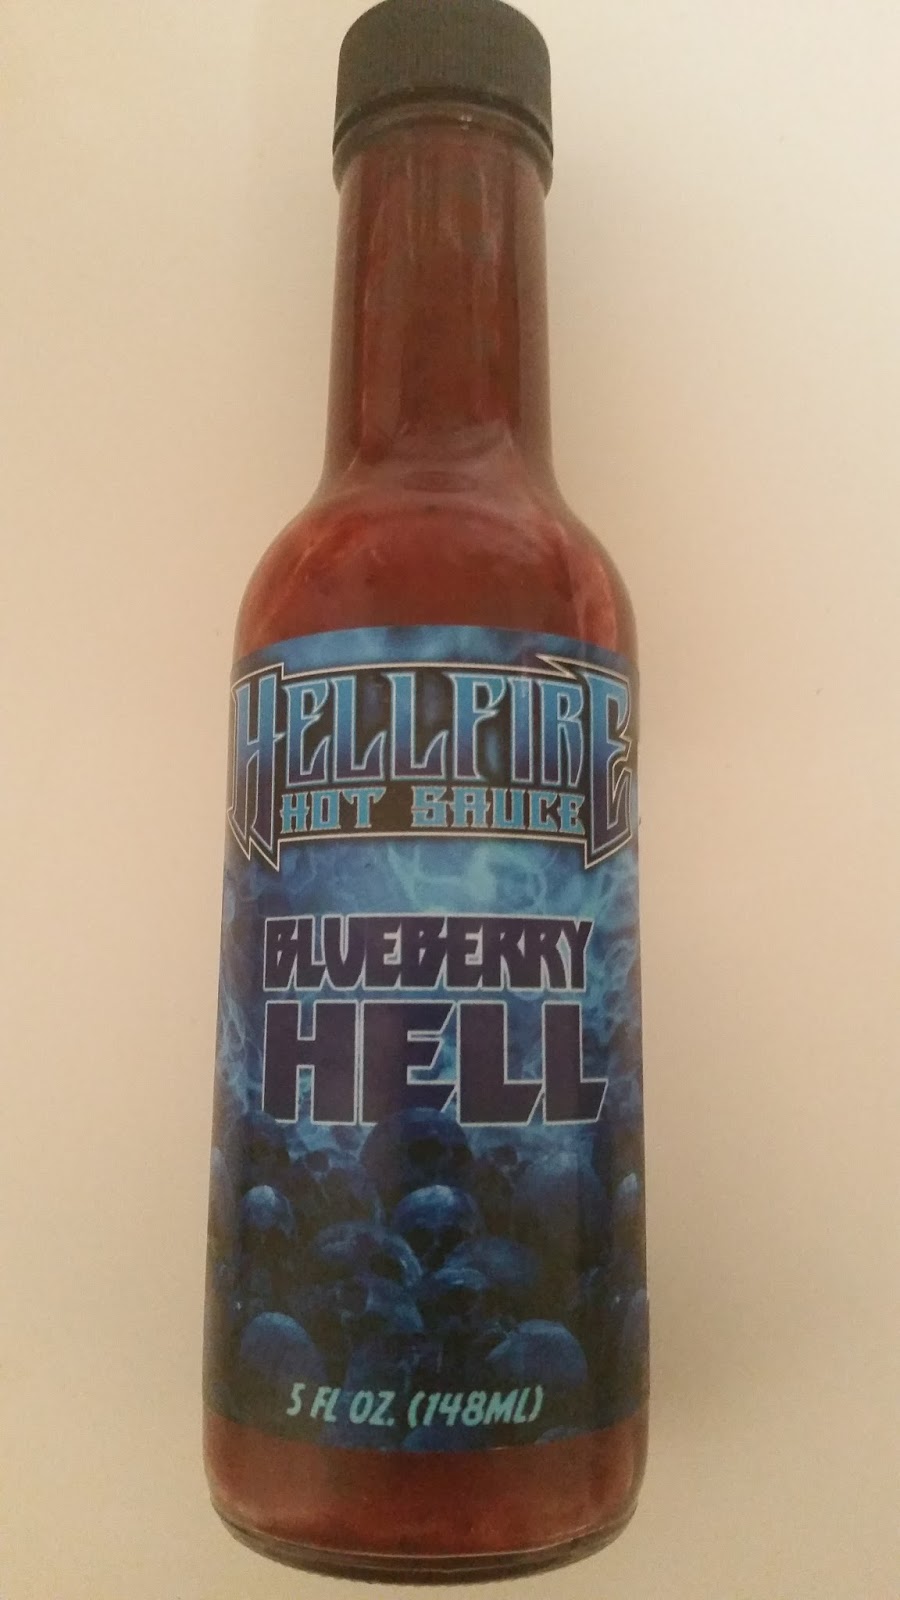 HELLFIRE
HOT SAUCE
BLUEBERRY
HELL
5 FL OZ. (148ML)